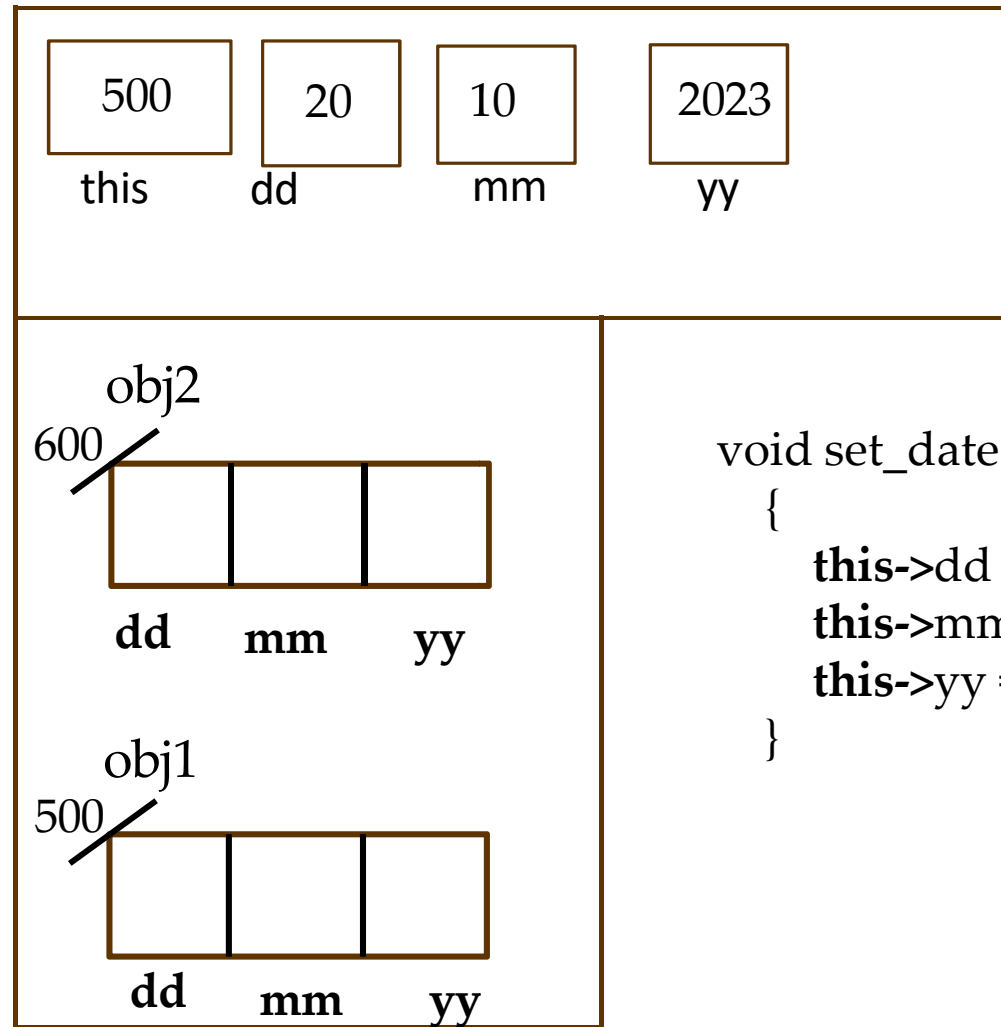 500 20 10 2023
this dd mm yy
obj2
600
dd mm yy
obj1
500
dd mm yy
void set_date
{
this->dd
this->mm
this->yy =
}